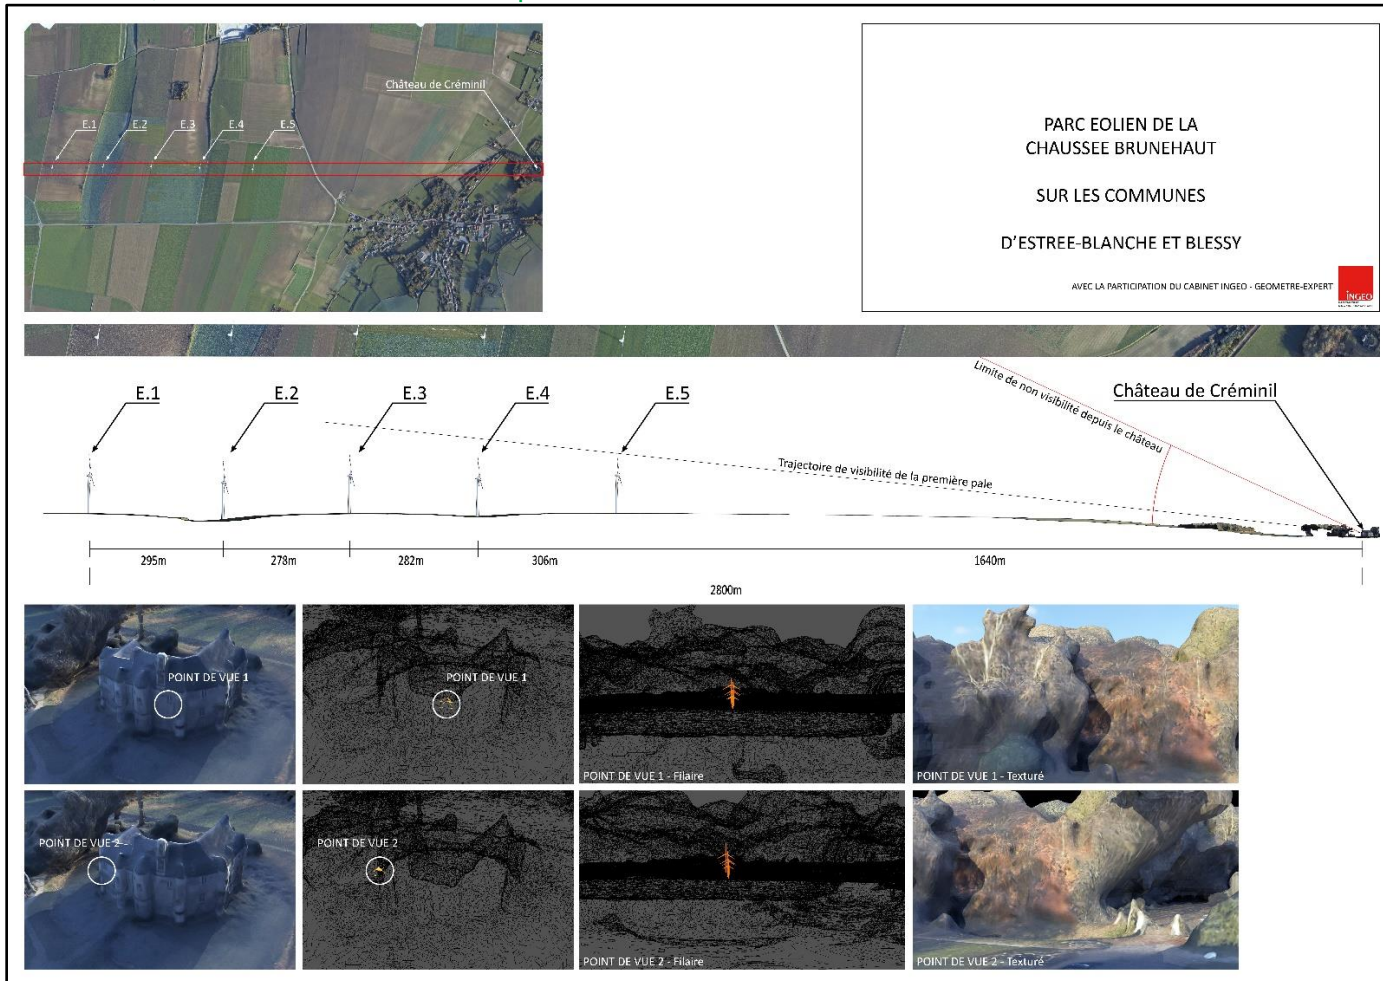 Château de Créminil
E.1
E.2
E.3
E.4
E.5
PARC EOLIEN DE LA
CHAUSSEE BRUNEHAUT
SUR LES COMMUNES
D'ESTREE-BLANCHE ET BLESSY
AVEC LA PARTICIPATION DU CABINET INGEO - GEOMETRE-EXPERT
INGEO
E.1
E.2
E.3
E.4
E.5
Limite de non visibilité depuis le château
Château de Créminil
Trajectoire de visibilité de la première pale
295m
278m
282m
306m
1640m
2800m
POINT DE VUE 1
POINT DE VUE 1
POINT DE VUE 1 - Filaire
POINT DE VUE 1 - Texturé
POINT DE VUE 2
POINT DE VUE 2
POINT DE VUE 2 - Filaire
POINT DE VUE 2 - Texturé